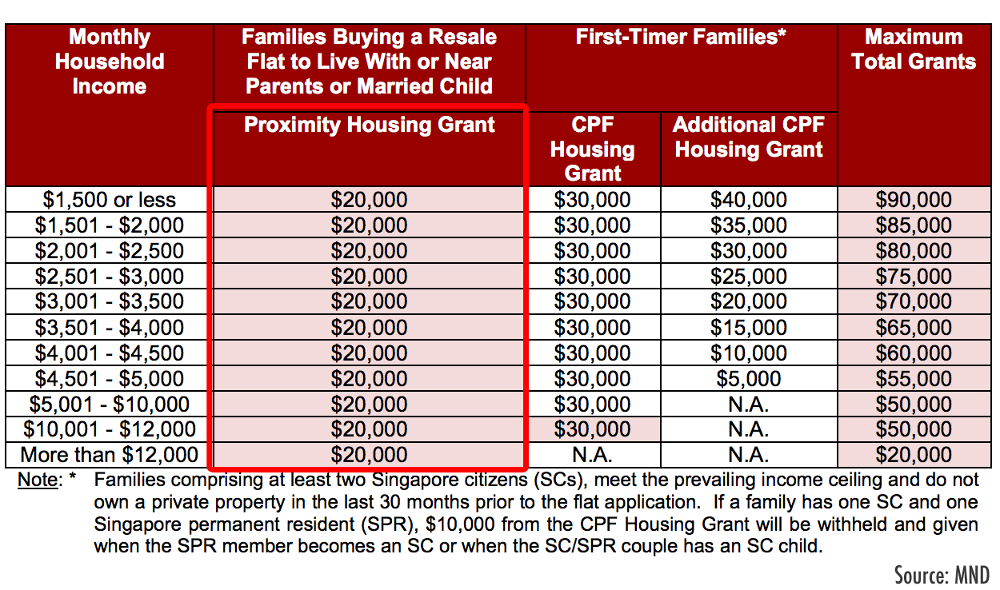 Monthly Household Income
Families Buying a Resale Flat to Live With or Near Parents or Married Child
First-Timer Families*
Maximum Total Grants
Proximity Housing Grant
CPF Housing Grant
Additional CPF Housing Grant
$1,500 or less $20,000 $30,000 $40,000 $90,000
$1,501 - $2,000 $20,000 $30,000 $35,000 $85,000
$2,001 - $2,500 $20,000 $30,000 $30,000 $80,000
$2,501 - $3,000 $20,000 $30,000 $25,000 $75,000
$3,001 - $3,500 $20,000 $30,000 $20,000 $70,000
$3,501 - $4,000 $20,000 $30,000 $15,000 $65,000
$4,001 - $4,500 $20,000 $30,000 $10,000 $60,000
$4,501 - $5,000 $20,000 $30,000 $5,000 $55,000
$5,001 - $10,000 $20,000 $30,000 N.A. $50,000
$10,001 - $12,000 $20,000 $30,000 N.A. $50,000
More than $12,000 $20,000 N.A. N.A. $20,000
Note: * Families comprising at least two Singapore citizens (SCs), meet the prevailing income ceiling and do not
own a private property in the last 30 months prior to the flat application. If a family has one SC and one
Singapore permanent resident (SPR), $10,000 from the CPF Housing Grant will be withheld and given
when the SPR member becomes an SC or when the SC/SPR couple has an SC child.
Source: MND